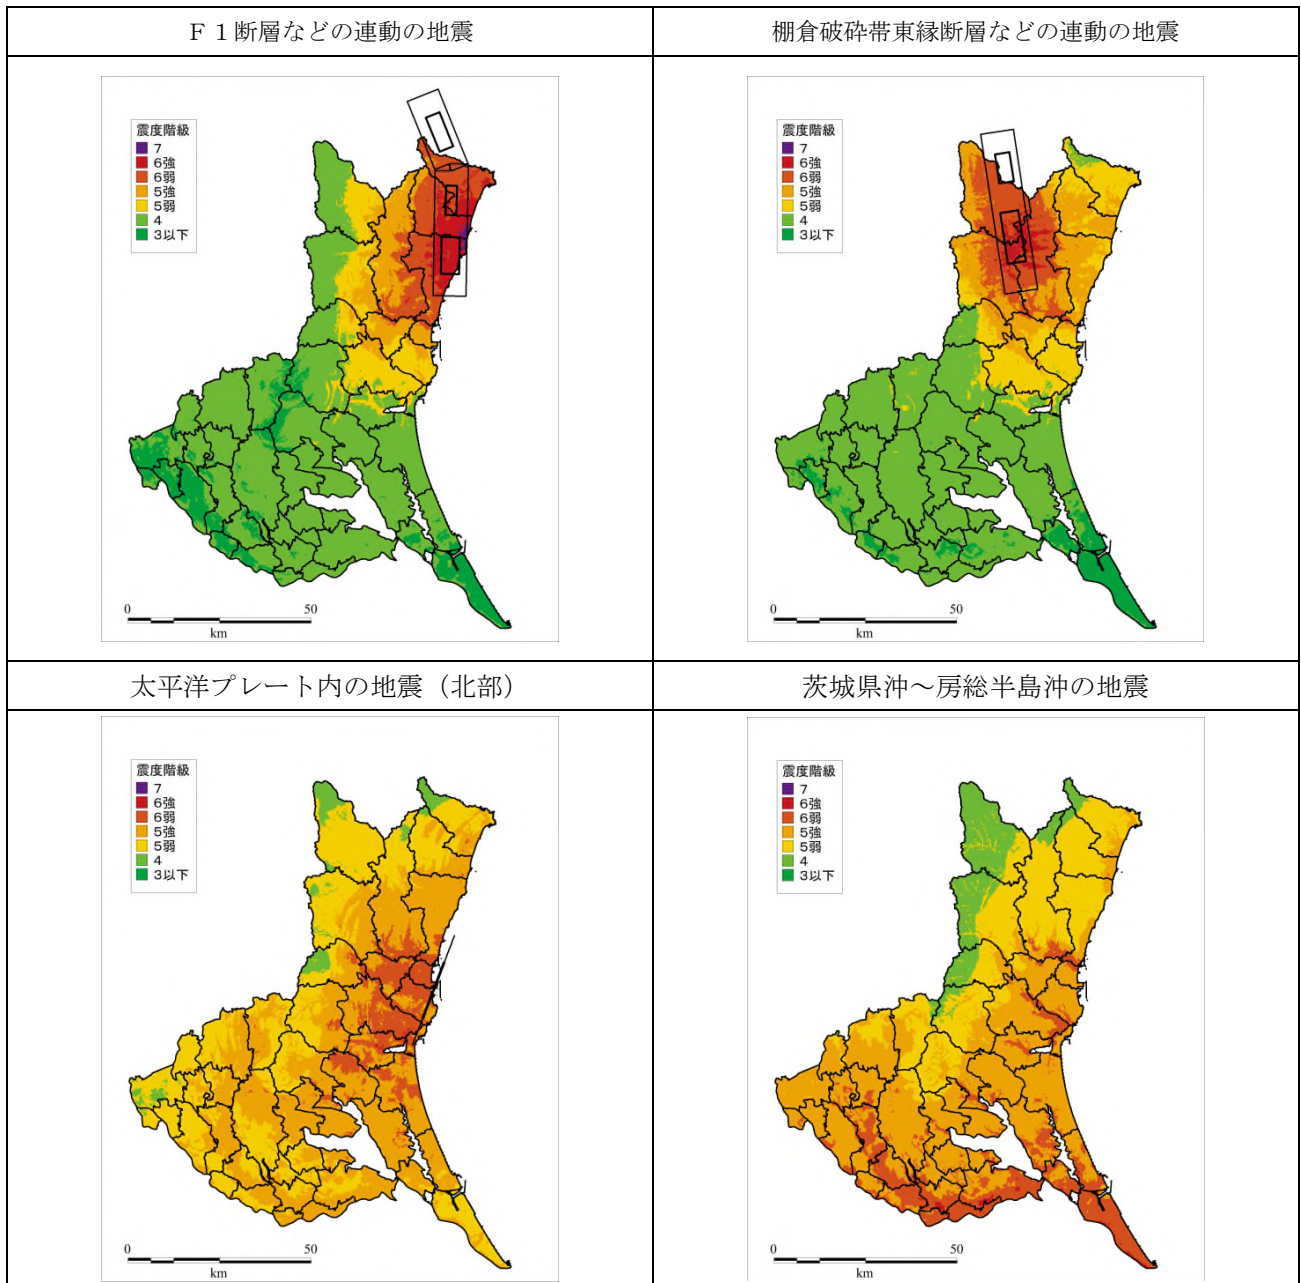 Ｆ１断層などの連動の地震
棚倉破砕帯東縁断層などの連動の地震
震度階級
7
6強
6弱
5強
5弱
4
3以下
0 50
km
震度階級
7
6強
6弱
5強
5弱
4
3以下
0 50
km
太平洋プレート内の地震（北部）
茨城県沖～房総半島沖の地震
震度階級
7
6強
6弱
5強
5弱
4
3以下
0 50
km
震度階級
7
6強
6弱
5強
5弱
4
3以下
0 50
km